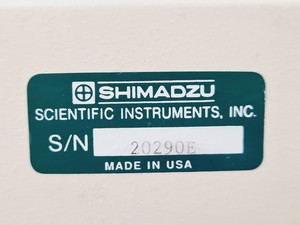 SHIMADZU
SCIENTIFIC INSTRUMENTS, INC.
S/N 20290E
MADE IN USA